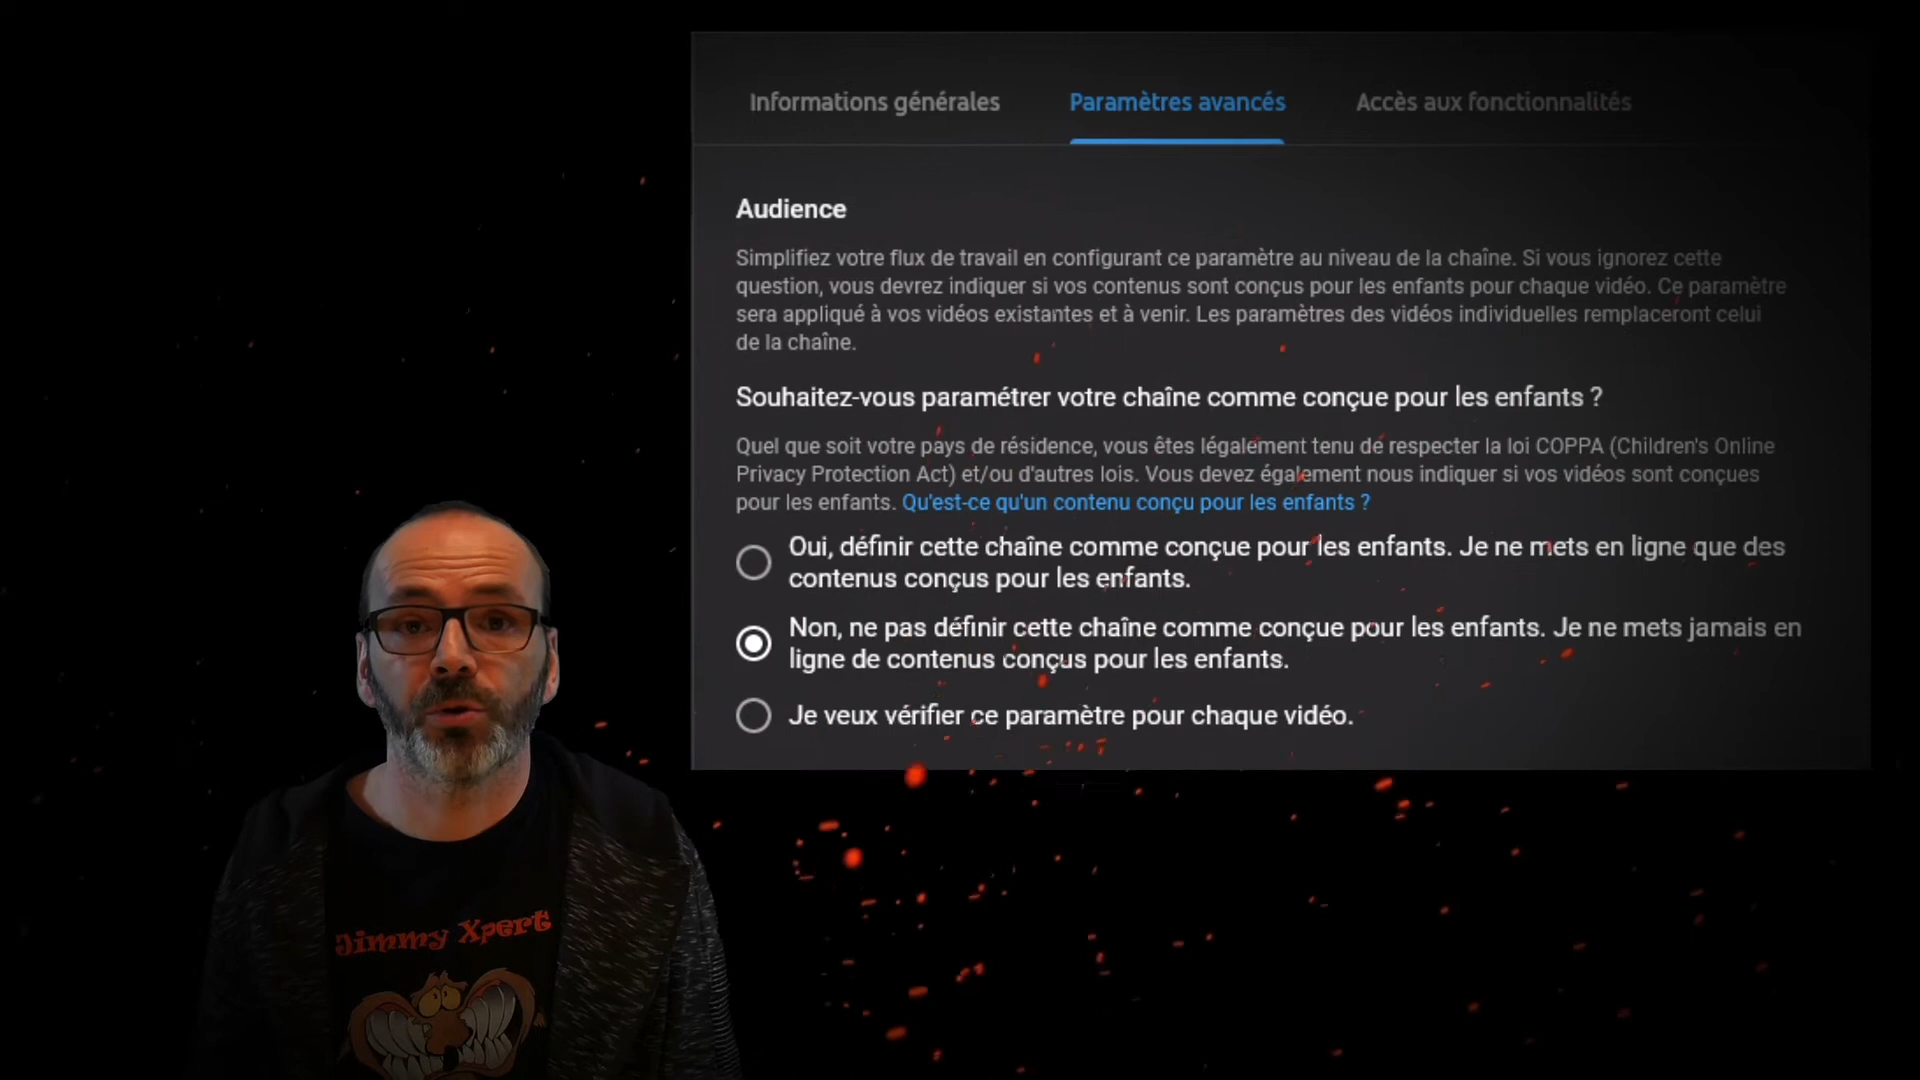 Informations générales Paramètres avancés Accès aux fonctionnalités
Audience
Simplifiez votre flux de travail en configurant ce paramètre au niveau de la chaîne. Si vous ignorez cette
question, vous devrez indiquer si vos contenus sont conçus pour les enfants pour chaque vidéo. Ce paramètre
sera appliqué à vos vidéos existantes et à venir. Les paramètres des vidéos individuelles remplaceront celui
de la chaîne.
Souhaitez-vous paramétrer votre chaîne comme conçue pour les enfants ?
Quel que soit votre pays de résidence, vous êtes légalement tenu de respecter la loi COPPA (Children's Online
Privacy Protection Act) et/ou d'autres lois. Vous devez également nous indiquer si vos vidéos sont conçues
pour les enfants. Qu'est-ce qu'un contenu conçu pour les enfants ?
Oui, définir cette chaîne comme conçue pour les enfants. Je ne mets en ligne que des
contenus conçus pour les enfants.
Non, ne pas définir cette chaîne comme conçue pour les enfants. Je ne mets jamais en
ligne de contenus conçus pour les enfants.
Je veux vérifier ce paramètre pour chaque vidéo.
Jimmy Xpert